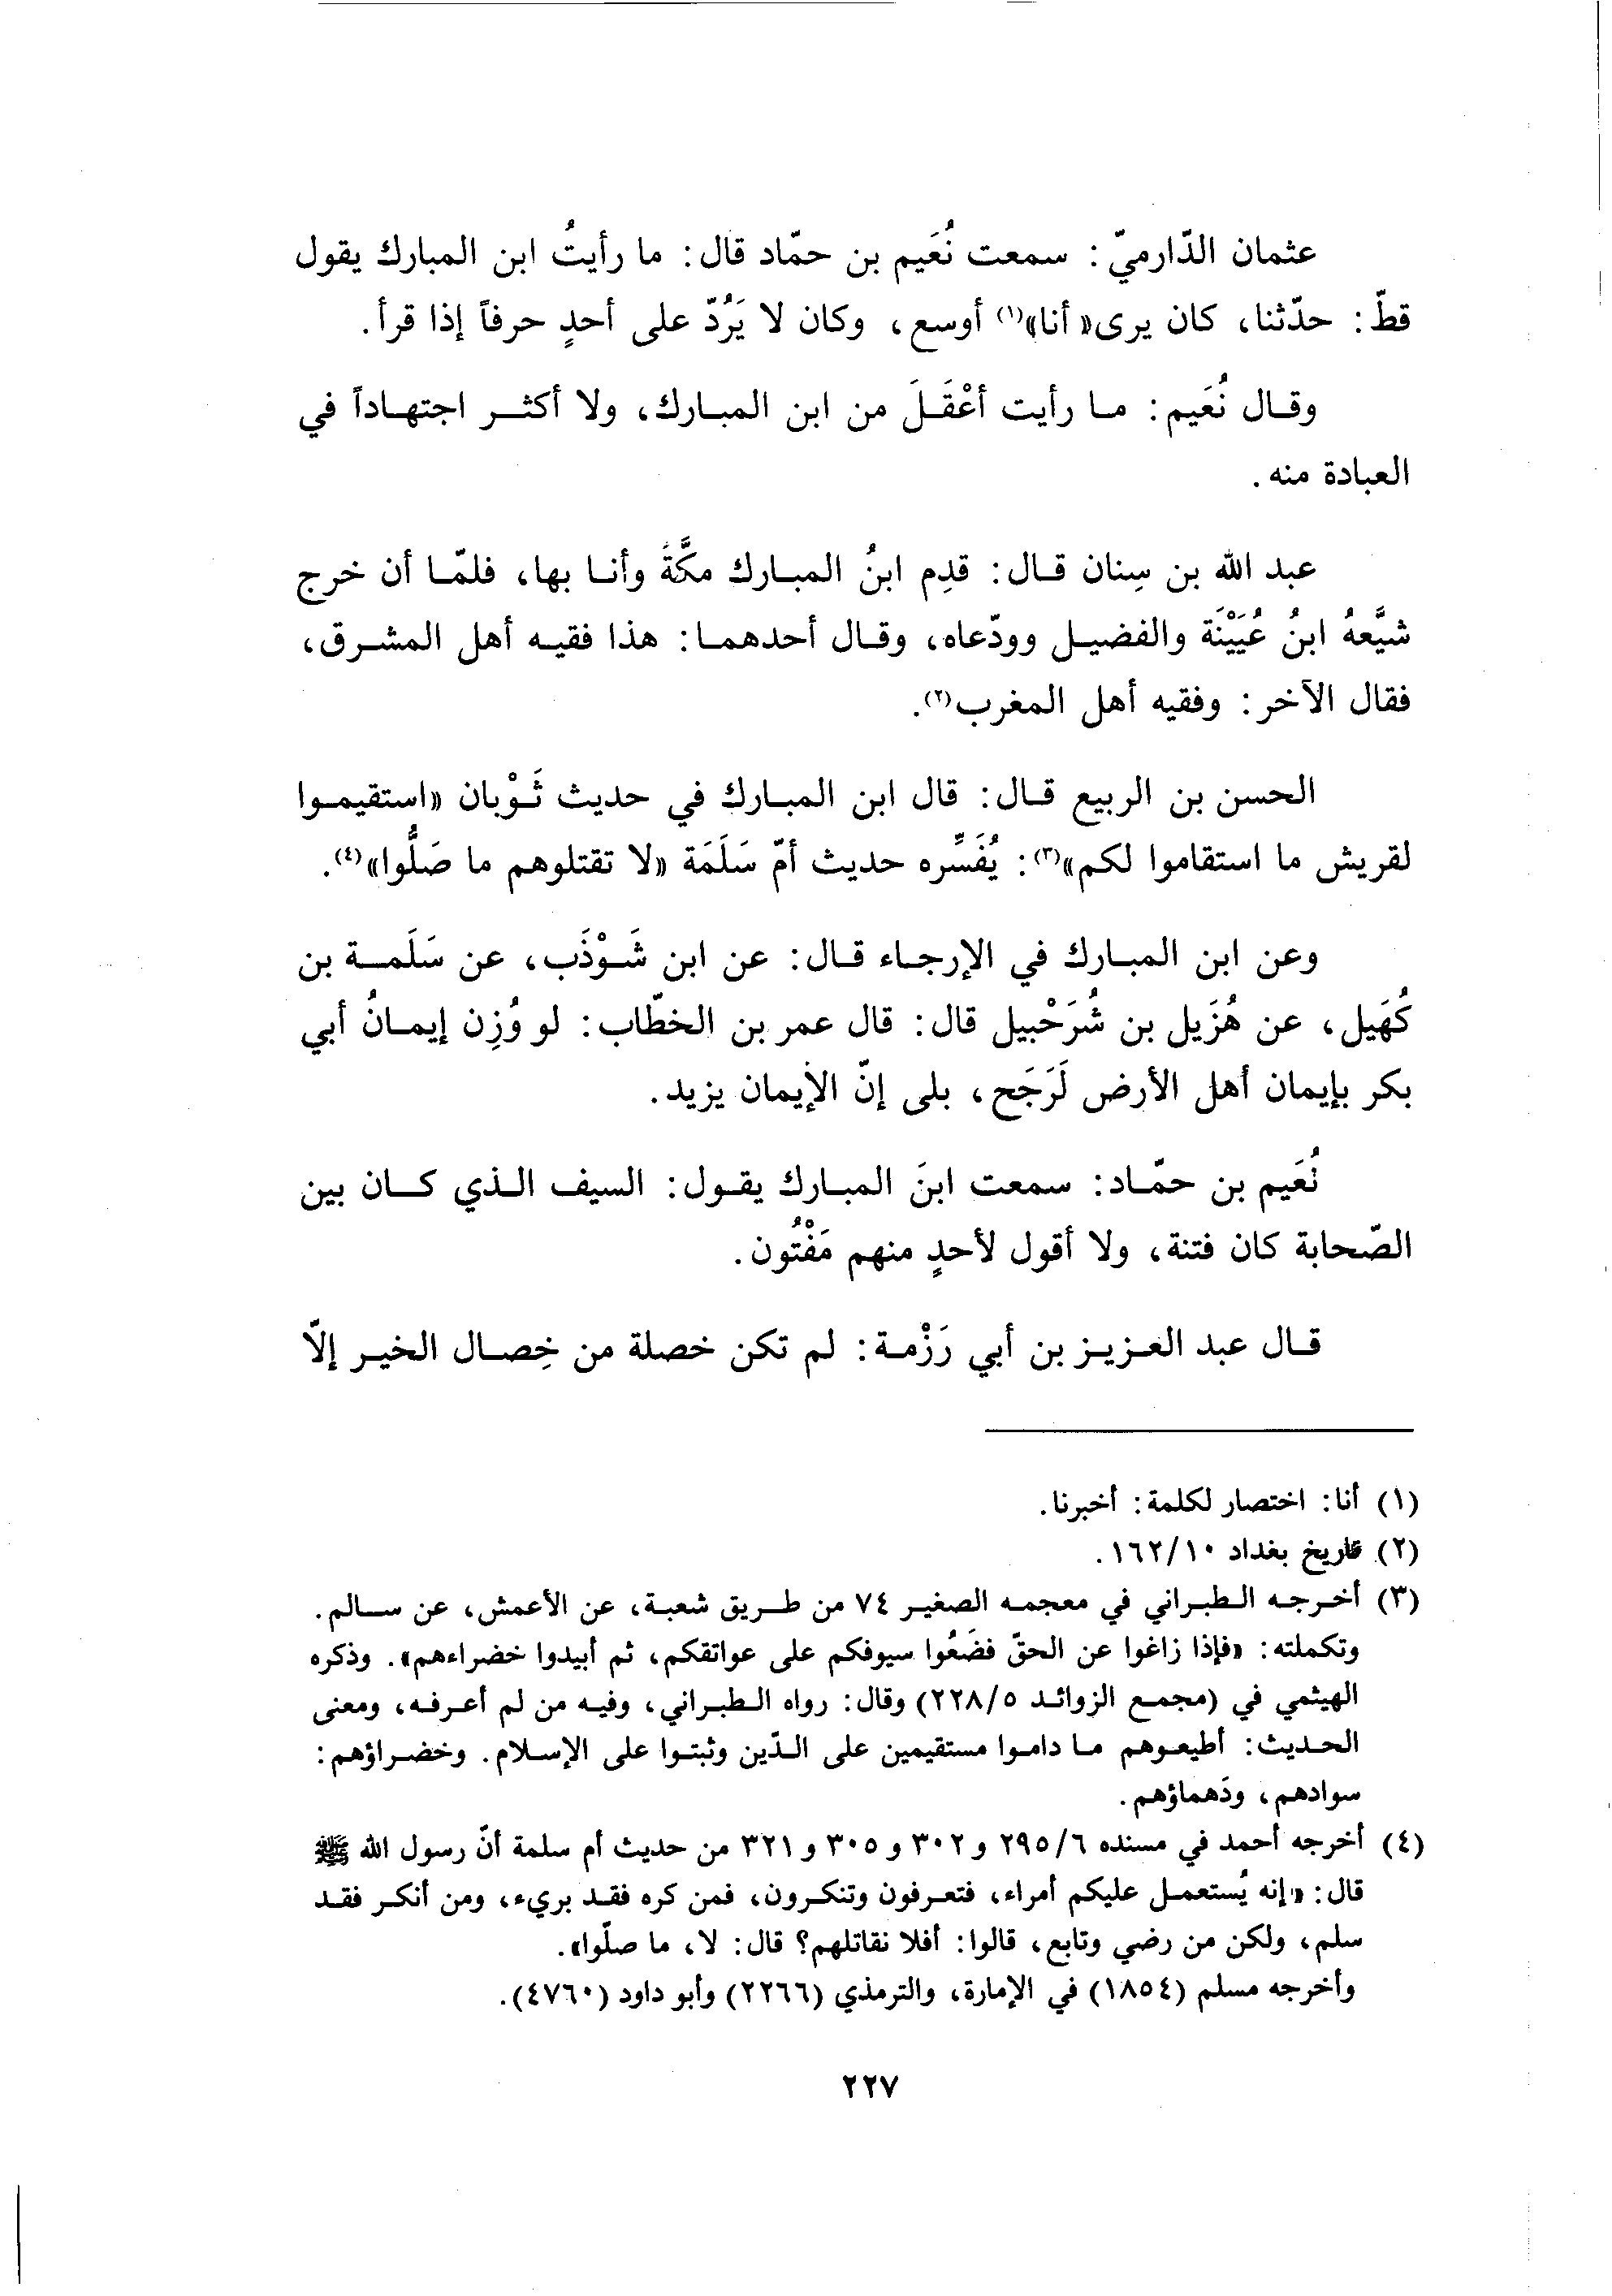 عثمان الدّارميّ: سمعت نُعَيم بن حمّاد قال: ما رأيتُ ابن المبارك يقول
قطّ: حدّثنا، كان يرى «أنا»(١) أوسع، وكان لا يَرُدّ على أحدٍ حرفاً إذا قرأ.
وقال نُعَيم: ما رأيت أعْقَلَ من ابن المبارك، ولا أكثر اجتهاداً في
العبادة منه.
عبد الله بن سِنان قال: قدِم ابنُ المبارك مكَّةَ وأنا بها، فلمّا أن خرج
شيَّعهُ ابنُ عُيَيْنَة والفضيل وودّعاه، وقال أحدهما: هذا فقيه أهل المشرق،
فقال الآخر: وفقيه أهل المغرب(٢).
الحسن بن الربيع قال: قال ابن المبارك في حديث ثَوْبان «استقيموا
لقريش ما استقاموا لكم»(٣): يُفَسِّره حديث أمّ سَلَمَة «لا تقتلوهم ما صَلُّوا»(٤).
وعن ابن المبارك في الإرجاء قال: عن ابن شَوْذَب، عن سَلَمة بن
كُهَيل، عن هُزَيل بن شُرَحْبيل قال: قال عمر بن الخطّاب: لو وُزِن إيمانُ أبي
بكر بإيمان أهل الأرض لَرَجَح، بلى إنّ الإيمان يزيد.
نُعَيم بن حمّاد: سمعت ابنَ المبارك يقول: السيف الذي كان بين
الصّحابة كان فتنة، ولا أقول لأحدٍ منهم مَفْتُون.
قال عبد العزيز بن أبي رَزْمة: لم تكن خصلة من خِصال الخير إلّا
(١) أنا: اختصار لكلمة: أخبرنا.
(٢) تاريخ بغداد ١٦٢/١٠.
(٣) أخرجه الطبراني في معجمه الصغير ٧٤ من طريق شعبة، عن الأعمش، عن سالم.
وتكملته: «فإذا زاغوا عن الحقّ فضَعُوا سيوفكم على عواتقكم، ثم أبيدوا خضراءهم». وذكره
الهيثمي في (مجمع الزوائد ٢٢٨/٥) وقال: رواه الطبراني، وفيه من لم أعرفه، ومعنى
الحديث: أطيعوهم ما داموا مستقيمين على الدّين وثبتوا على الإسلام. وخضراؤهم:
سوادهم، ودَهماؤهم.
(٤) أخرجه أحمد في مسنده ٢٩٥/٦ و ٣٠٢ و ٣٠٥ و ٣٢١ من حديث أم سلمة أنّ رسول الله ﷺ
قال: «إنه يُستعمل عليكم أمراء، فتعرفون وتنكرون، فمن كره فقد بريء، ومن أنكر فقد
سلم، ولكن من رضي وتابع، قالوا: أفلا نقاتلهم؟ قال: لا، ما صلّوا».
وأخرجه مسلم (١٨٥٤) في الإمارة، والترمذي (٢٢٦٦) وأبو داود (٤٧٦٠).
٢٢٧